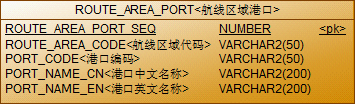 ROUTE_AREA_PORT<航线区域港口>
ROUTE_AREA_PORT_SEQ NUMBER <pk>
ROUTE_AREA_CODE<航线区域代码> VARCHAR2(50)
PORT_CODE<港口编码> VARCHAR2(50)
PORT_NAME_CN<港口中文名称> VARCHAR2(200)
PORT_NAME_EN<港口英文名称> VARCHAR2(200)